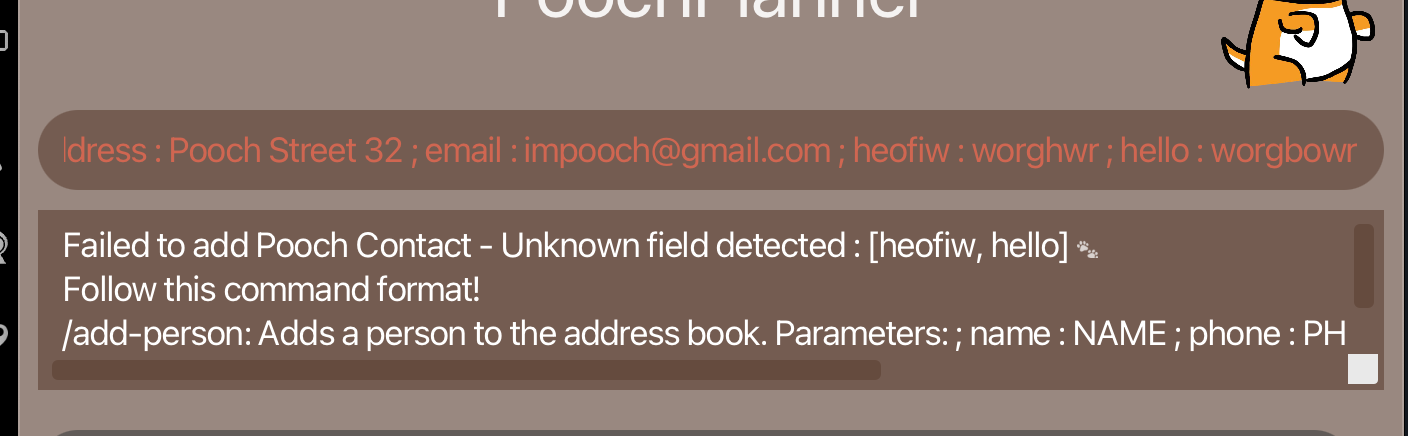 PoochPlanner
ddress : Pooch Street 32 ; email : impooch@gmail.com ; heofiw : worghwr ; hello : worgbowr
Failed to add Pooch Contact - Unknown field detected : [heofiw, hello] 🐾
Follow this command format!
/add-person: Adds a person to the address book. Parameters: ; name : NAME ; phone : PH